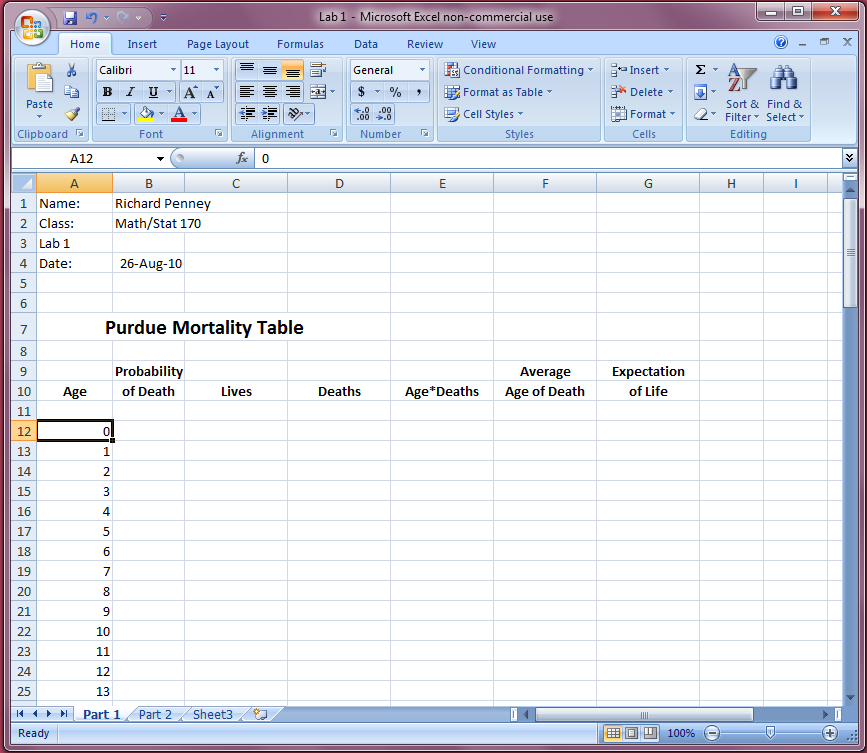 Lab 1 - Microsoft Excel non-commercial use
Home Insert Page Layout Formulas Data Review View
Calibri 11 General Conditional Formatting Insert Σ
Paste B I U A A $ % , Format as Table Delete Sort & Find &
A .00 .00 Cell Styles Format Filter Select
Clipboard Font Alignment Number Styles Cells Editing
A12 fx 0
A B C D E F G H I
1 Name: Richard Penney
2 Class: Math/Stat 170
3 Lab 1
4 Date: 26-Aug-10
5
6
7 Purdue Mortality Table
8
9 Probability Average Expectation
10 Age of Death Lives Deaths Age*Deaths Age of Death of Life
11
12 0
13 1
14 2
15 3
16 4
17 5
18 6
19 7
20 8
21 9
22 10
23 11
24 12
25 13
Part 1 Part 2 Sheet3
Ready 100%